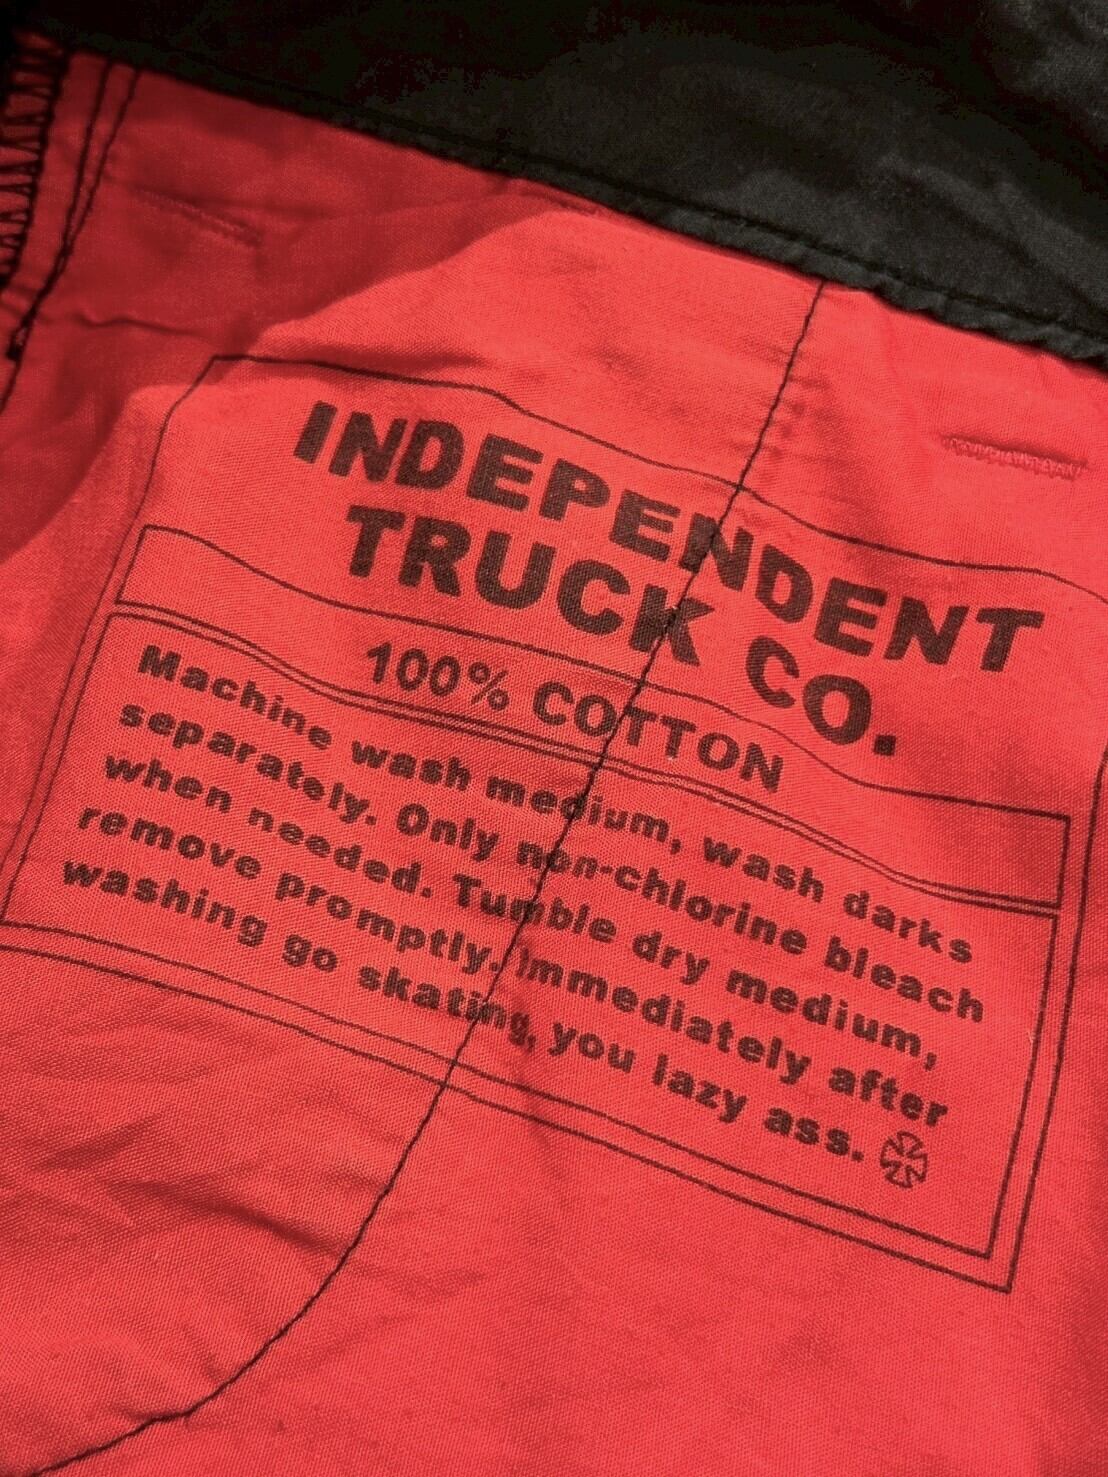 INDEPENDENT
TRUCK CO.
100% COTTON
Machine wash medium, wash darks
separately. Only non-chlorine bleach
when needed. Tumble dry medium,
remove promptly. Immediately after
washing go skating, you lazy ass.